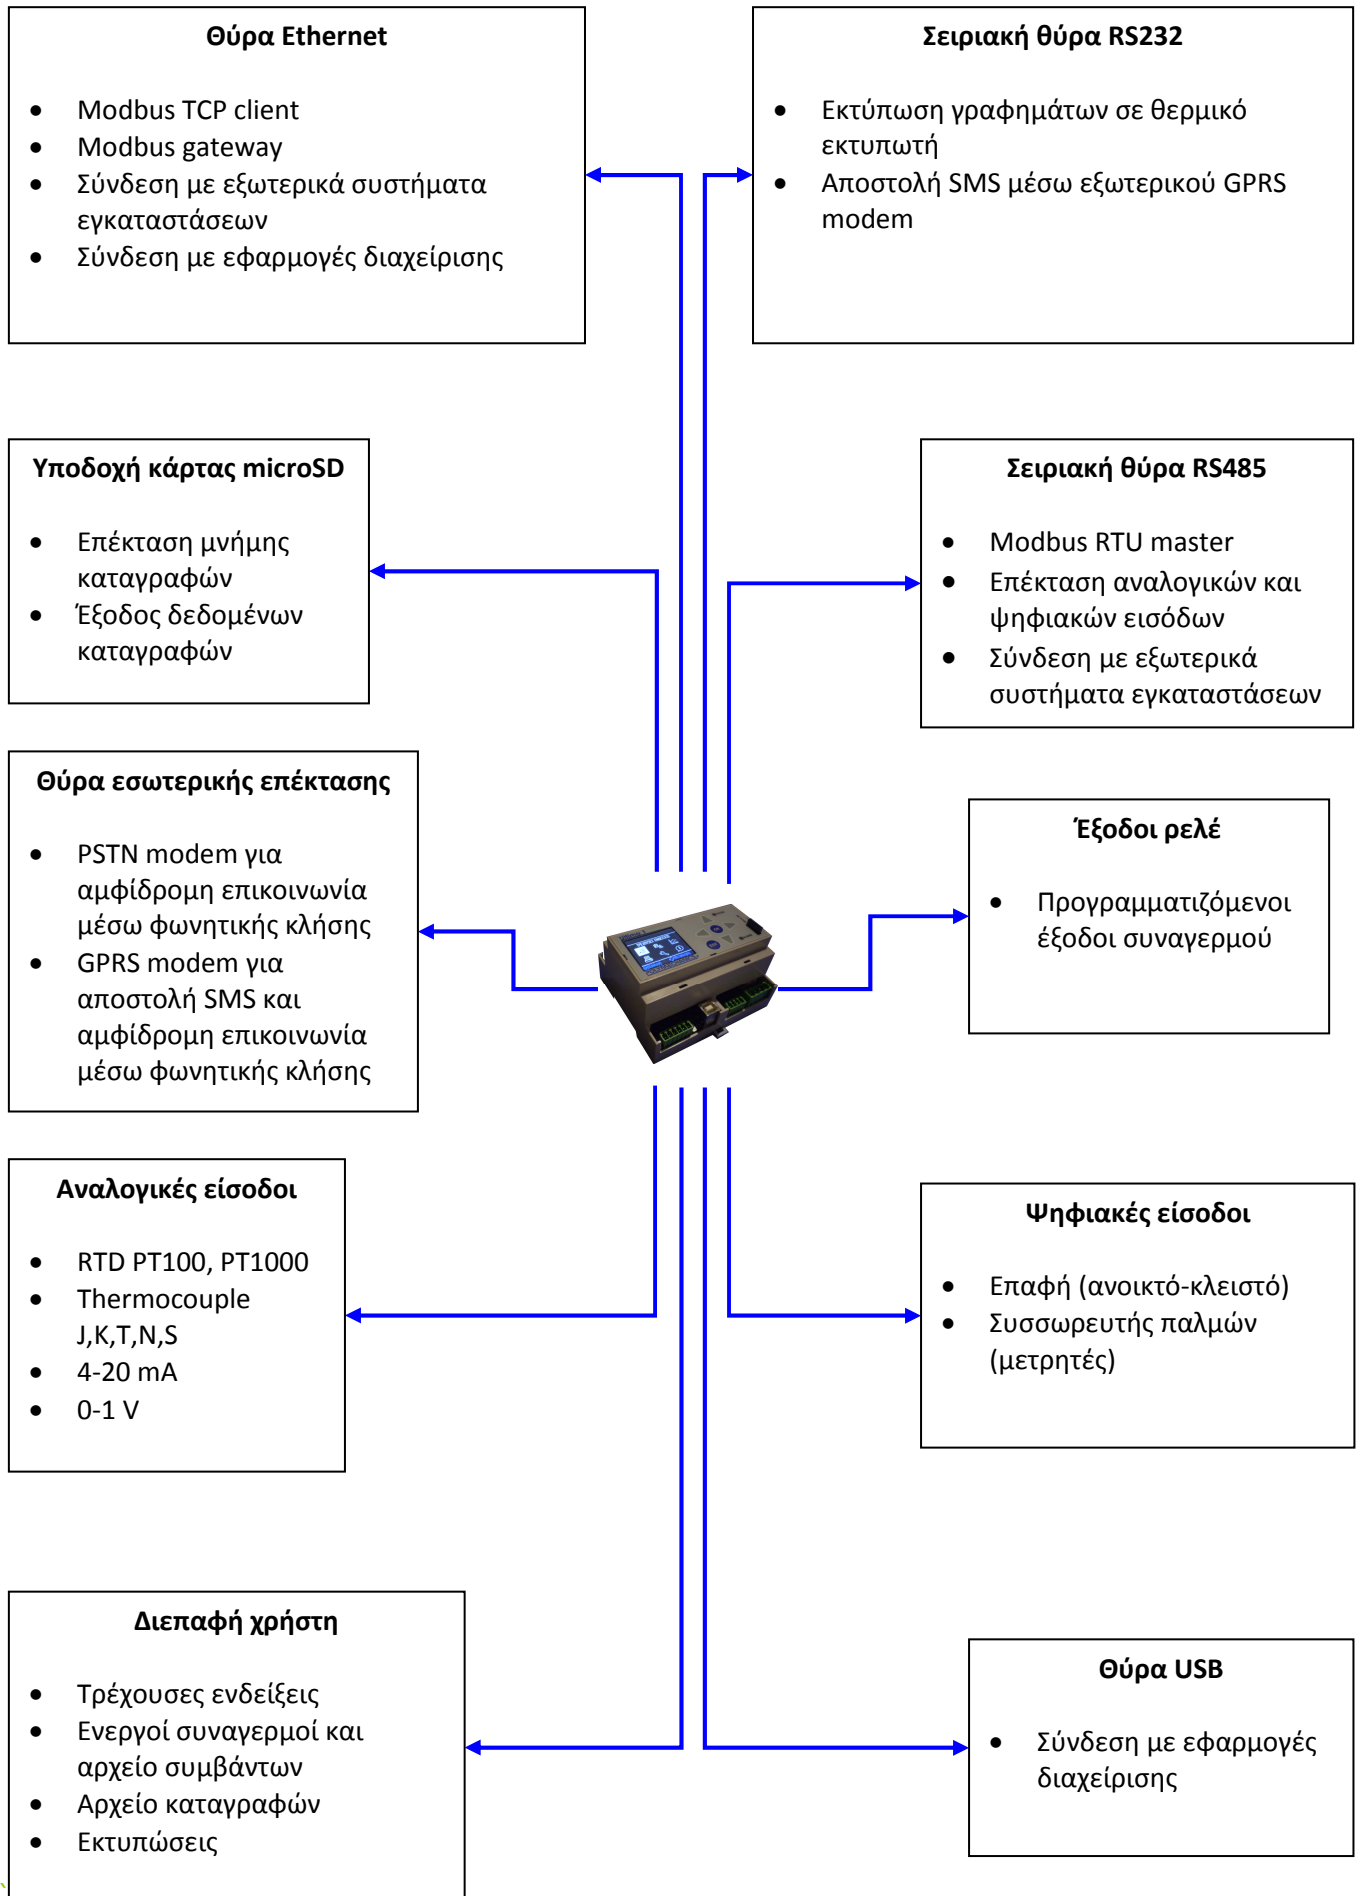 Θύρα Ethernet
• Modbus TCP client
• Modbus gateway
• Σύνδεση με εξωτερικά συστήματα
εγκαταστάσεων
• Σύνδεση με εφαρμογές διαχείρισης
Σειριακή θύρα RS232
• Εκτύπωση γραφημάτων σε θερμικό
εκτυπωτή
• Αποστολή SMS μέσω εξωτερικού GPRS
modem
Υποδοχή κάρτας microSD
• Επέκταση μνήμης
καταγραφών
• Έξοδος δεδομένων
καταγραφών
Σειριακή θύρα RS485
• Modbus RTU master
• Επέκταση αναλογικών και
ψηφιακών εισόδων
• Σύνδεση με εξωτερικά
συστήματα εγκαταστάσεων
Θύρα εσωτερικής επέκτασης
• PSTN modem για
αμφίδρομη επικοινωνία
μέσω φωνητικής κλήσης
• GPRS modem για
αποστολή SMS και
αμφίδρομη επικοινωνία
μέσω φωνητικής κλήσης
Έξοδοι ρελέ
• Προγραμματιζόμενοι
έξοδοι συναγερμού
Αναλογικές είσοδοι
• RTD PT100, PT1000
• Thermocouple
J,K,T,N,S
• 4-20 mA
• 0-1 V
Ψηφιακές είσοδοι
• Επαφή (ανοικτό-κλειστό)
• Συσσωρευτής παλμών
(μετρητές)
Διεπαφή χρήστη
• Τρέχουσες ενδείξεις
• Ενεργοί συναγερμοί και
αρχείο συμβάντων
• Αρχείο καταγραφών
• Εκτυπώσεις
Θύρα USB
• Σύνδεση με εφαρμογές
διαχείρισης